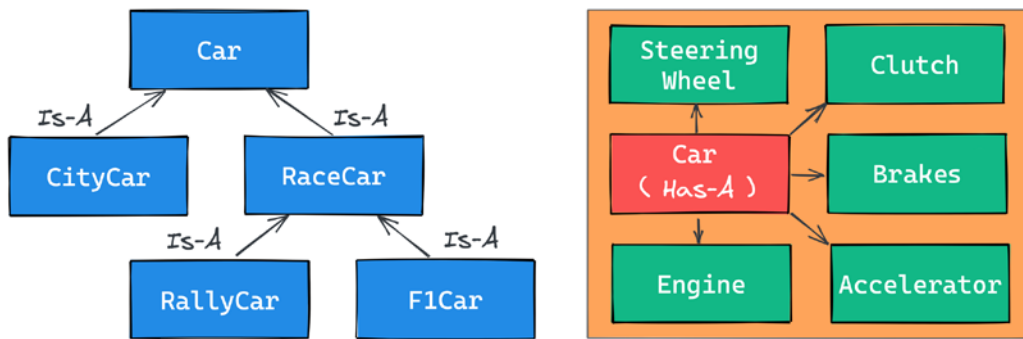 Car
Is-A
Is-A
CityCar
RaceCar
Is-A
Is-A
RallyCar
F1Car
Steering
Wheel
Clutch
Car
( Has-A )
Brakes
Engine
Accelerator